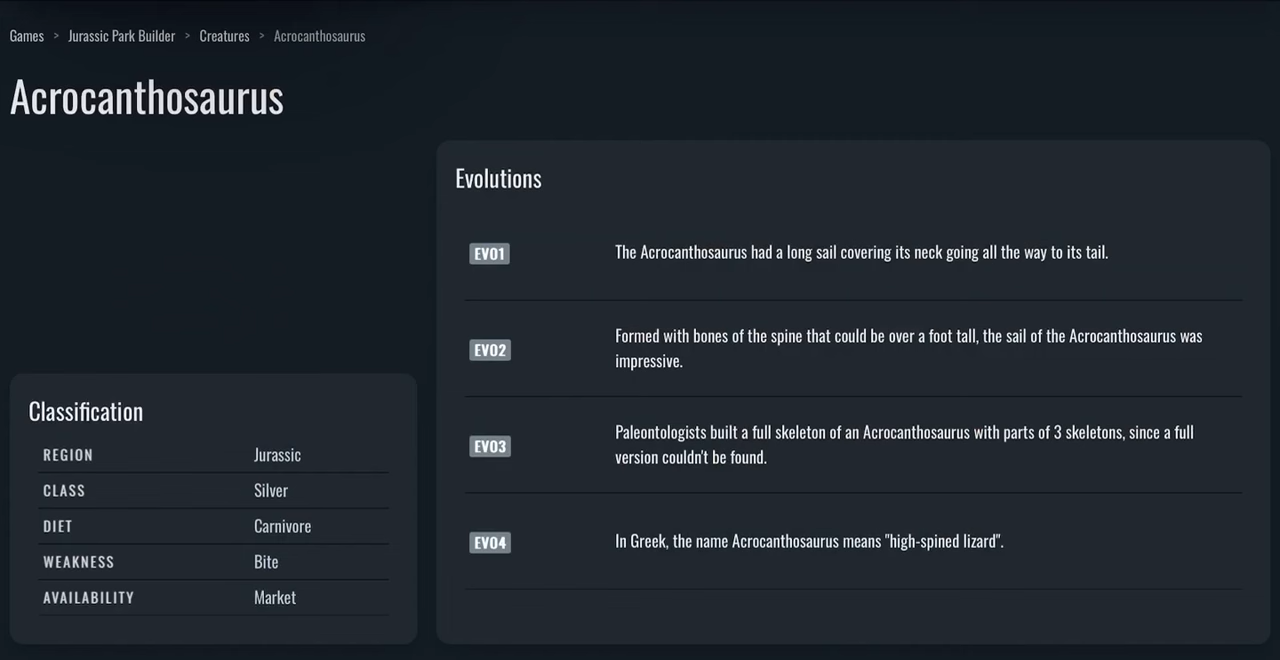 Games > Jurassic Park Builder > Creatures > Acrocanthosaurus
Acrocanthosaurus
Classification
REGION Jurassic
CLASS Silver
DIET Carnivore
WEAKNESS Bite
AVAILABILITY Market
Evolutions
EVO1 The Acrocanthosaurus had a long sail covering its neck going all the way to its tail.
EVO2 Formed with bones of the spine that could be over a foot tall, the sail of the Acrocanthosaurus was
impressive.
EVO3 Paleontologists built a full skeleton of an Acrocanthosaurus with parts of 3 skeletons, since a full
version couldn't be found.
EVO4 In Greek, the name Acrocanthosaurus means "high-spined lizard".